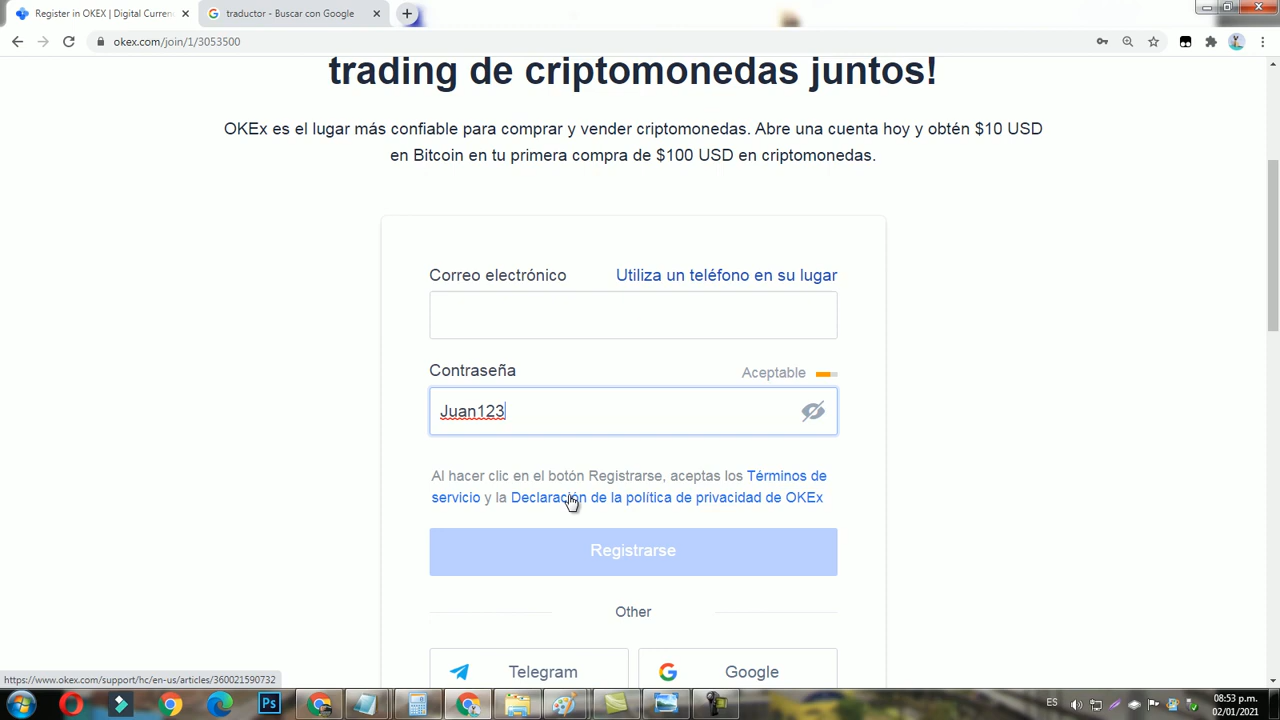 Register in OKEX | Digital Curren
traductor - Buscar con Google
okex.com/join/1/3053500
trading de criptomonedas juntos!
OKEx es el lugar más confiable para comprar y vender criptomonedas. Abre una cuenta hoy y obtén $10 USD
en Bitcoin en tu primera compra de $100 USD en criptomonedas.
Correo electrónico
Utiliza un teléfono en su lugar
Contraseña
Aceptable
Juan123
Al hacer clic en el botón Registrarse, aceptas los Términos de
servicio y la Declaración de la política de privacidad de OKEx
Registrarse
Other
Telegram
Google
https://www.okex.com/support/hc/en-us/articles/360021590732
Ps
ES
08:53 p.m.
02/01/2021